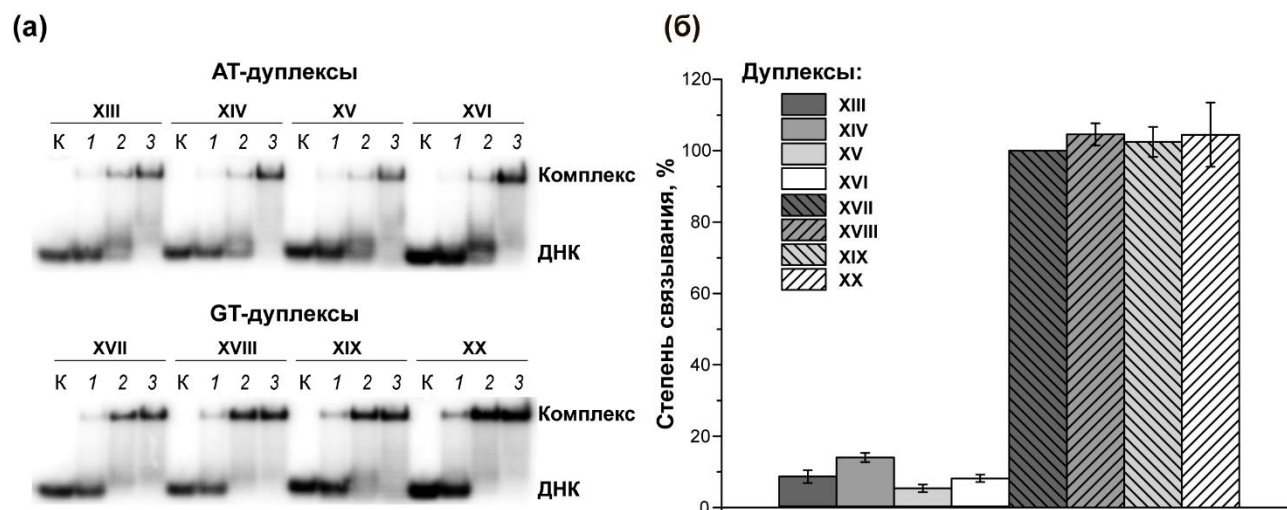 (а)
АТ-дуплексы
XIII XIV XV XVI
К 1 2 3 К 1 2 3 К 1 2 3 К 1 2 3
Комплекс
ДНК
GT-дуплексы
XVII XVIII XIX XX
К 1 2 3 К 1 2 3 К 1 2 3 К 1 2 3
Комплекс
ДНК
(б)
Степень связывания, %
120
100
80
60
40
20
0
Дуплексы:
XIII
XIV
XV
XVI
XVII
XVIII
XIX
XX